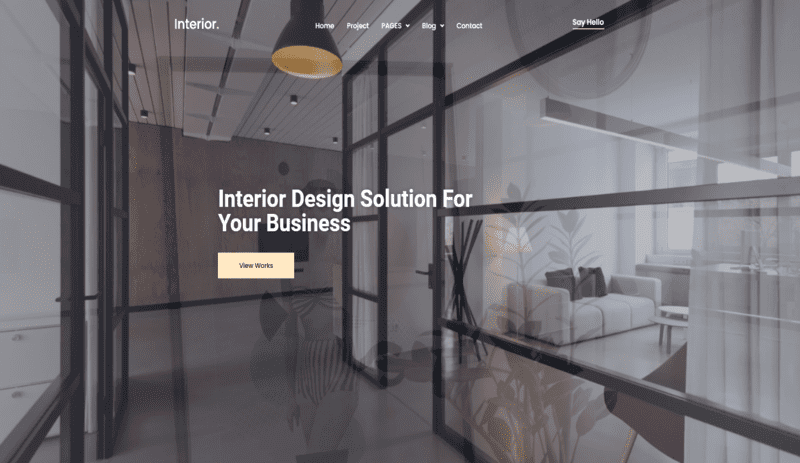 Interior.
Home Project PAGES Blog Contact
Say Hello
Interior Design Solution For
Your Business
View Works